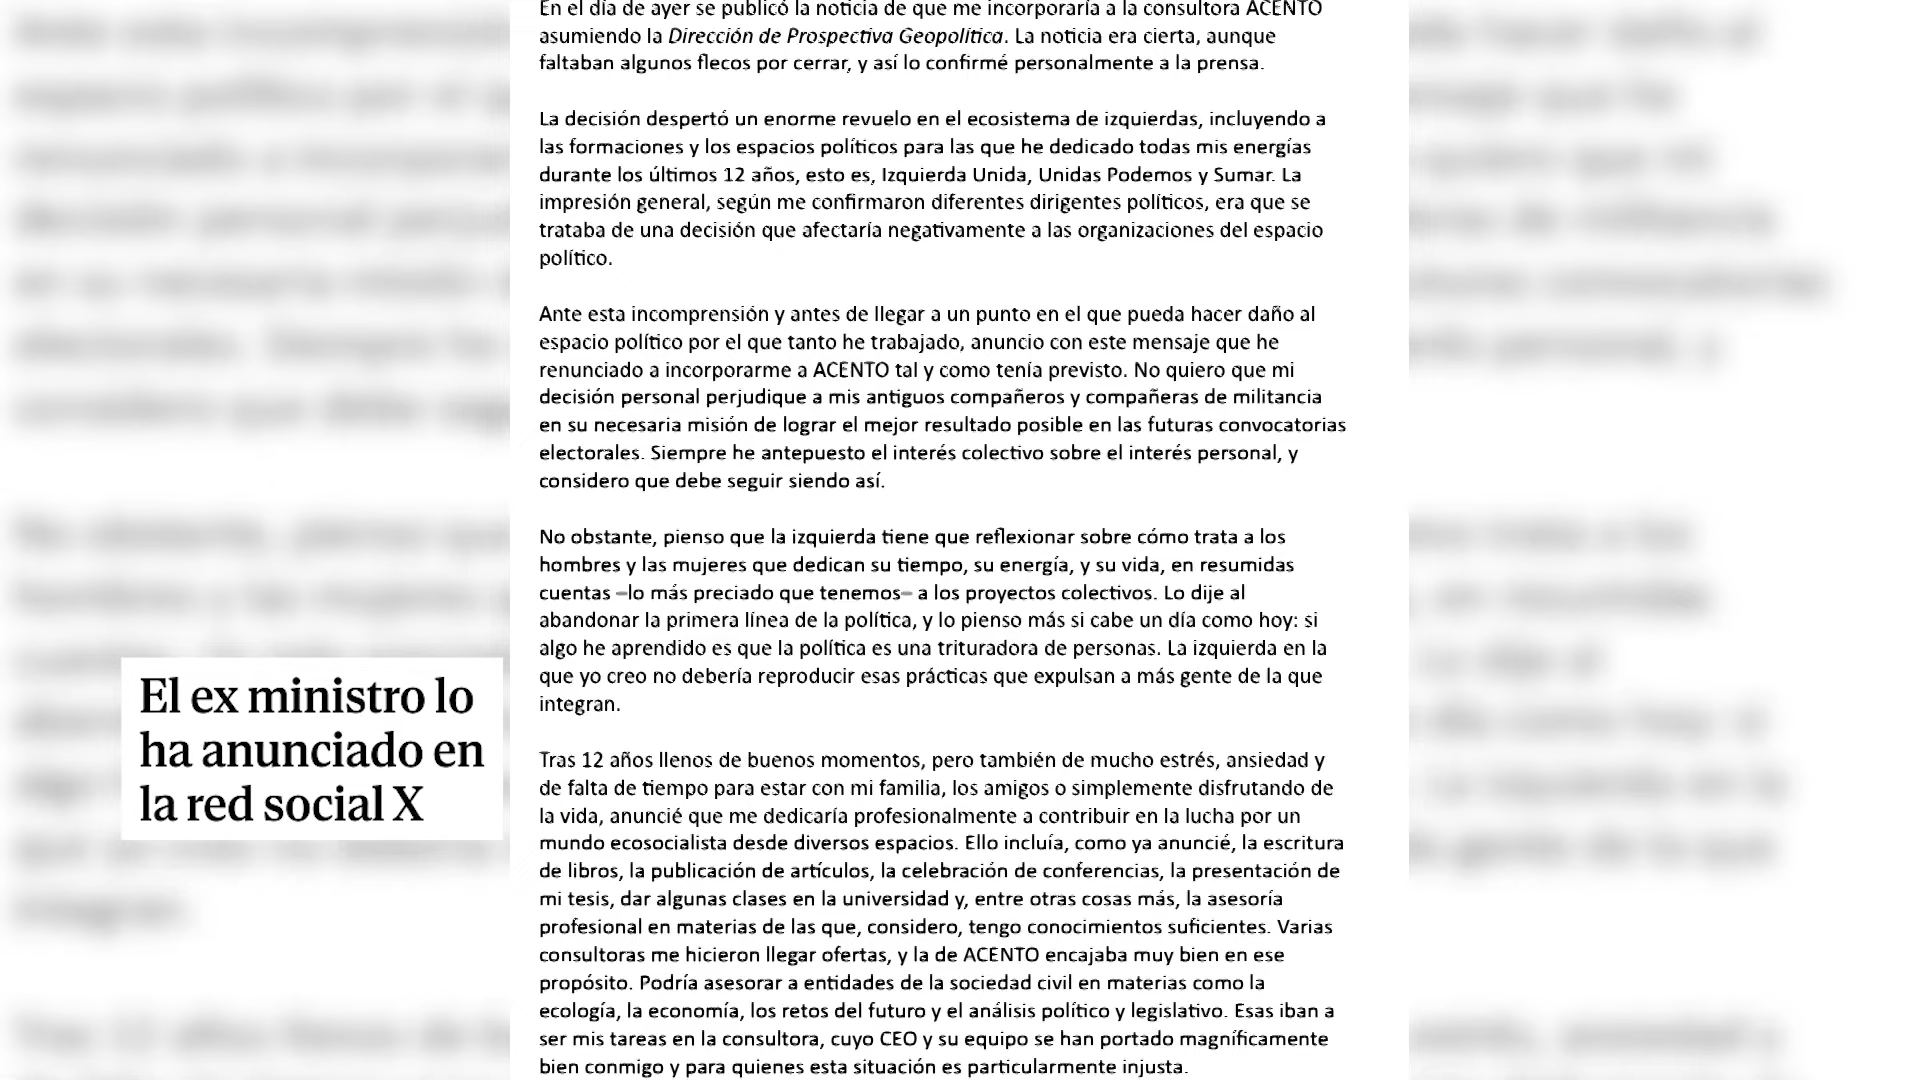 En el día de ayer se publicó la noticia de que me incorporaría a la consultora ACENTO
asumiendo la Dirección de Prospectiva Geopolítica. La noticia era cierta, aunque
faltaban algunos flecos por cerrar, y así lo confirmé personalmente a la prensa.
La decisión despertó un enorme revuelo en el ecosistema de izquierdas, incluyendo a
las formaciones y los espacios políticos para las que he dedicado todas mis energías
durante los últimos 12 años, esto es, Izquierda Unida, Unidas Podemos y Sumar. La
impresión general, según me confirmaron diferentes dirigentes políticos, era que se
trataba de una decisión que afectaría negativamente a las organizaciones del espacio
político.
Ante esta incomprensión y antes de llegar a un punto en el que pueda hacer daño al
espacio político por el que tanto he trabajado, anuncio con este mensaje que he
renunciado a incorporarme a ACENTO tal y como tenía previsto. No quiero que mi
decisión personal perjudique a mis antiguos compañeros y compañeras de militancia
en su necesaria misión de lograr el mejor resultado posible en las futuras convocatorias
electorales. Siempre he antepuesto el interés colectivo sobre el interés personal, y
considero que debe seguir siendo así.
No obstante, pienso que la izquierda tiene que reflexionar sobre cómo trata a los
hombres y las mujeres que dedican su tiempo, su energía, y su vida, en resumidas
cuentas –lo más preciado que tenemos– a los proyectos colectivos. Lo dije al
abandonar la primera línea de la política, y lo pienso más si cabe un día como hoy: si
algo he aprendido es que la política es una trituradora de personas. La izquierda en la
que yo creo no debería reproducir esas prácticas que expulsan a más gente de la que
integran.
Tras 12 años llenos de buenos momentos, pero también de mucho estrés, ansiedad y
de falta de tiempo para estar con mi familia, los amigos o simplemente disfrutando de
la vida, anuncié que me dedicaría profesionalmente a contribuir en la lucha por un
mundo ecosocialista desde diversos espacios. Ello incluía, como ya anuncié, la escritura
de libros, la publicación de artículos, la celebración de conferencias, la presentación de
mi tesis, dar algunas clases en la universidad y, entre otras cosas más, la asesoría
profesional en materias de las que, considero, tengo conocimientos suficientes. Varias
consultoras me hicieron llegar ofertas, y la de ACENTO encajaba muy bien en ese
propósito. Podría asesorar a entidades de la sociedad civil en materias como la
ecología, la economía, los retos del futuro y el análisis político y legislativo. Esas iban a
ser mis tareas en la consultora, cuyo CEO y su equipo se han portado magníficamente
bien conmigo y para quienes esta situación es particularmente injusta.
El ex ministro lo
ha anunciado en
la red social X